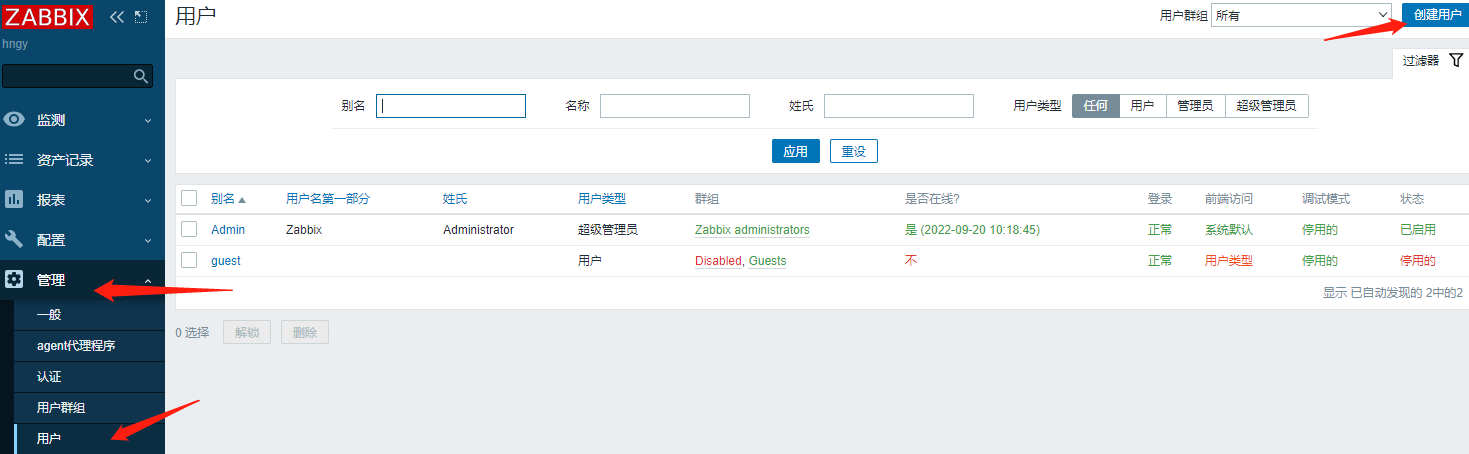 ZABBIX
hngy
监测
资产记录
报表
配置
管理
一般
agent代理程序
认证
用户群组
用户
用户
用户群组 所有 创建用户
过滤器
别名 名称 姓氏 用户类型 任何 用户 管理员 超级管理员
应用 重设
别名 用户名第一部分 姓氏 用户类型 群组 是否在线? 登录 前端访问 调试模式 状态
Admin Zabbix Administrator 超级管理员 Zabbix administrators 是 (2022-09-20 10:18:45) 正常 系统默认 停用的 已启用
guest 用户 Disabled, Guests 不 正常 用户类型 停用的 停用的
显示 已自动发现的 2中的2
0 选择 解锁 删除